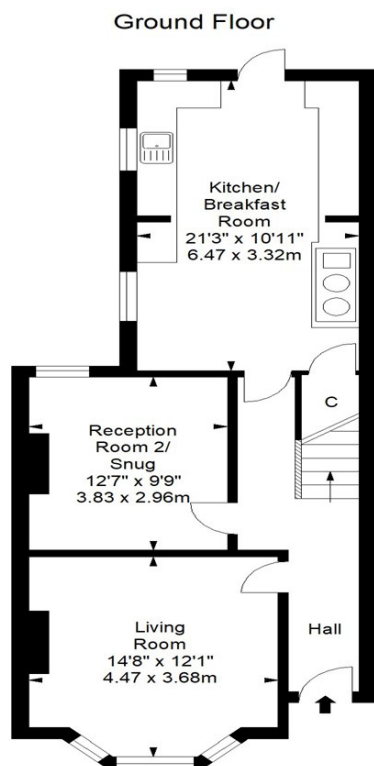 Ground Floor
Kitchen/
Breakfast
Room
21'3" x 10'11"
6.47 x 3.32m
C
Reception
Room 2/
Snug
12'7" x 9'9"
3.83 x 2.96m
Living
Room
14'8" x 12'1"
4.47 x 3.68m
Hall